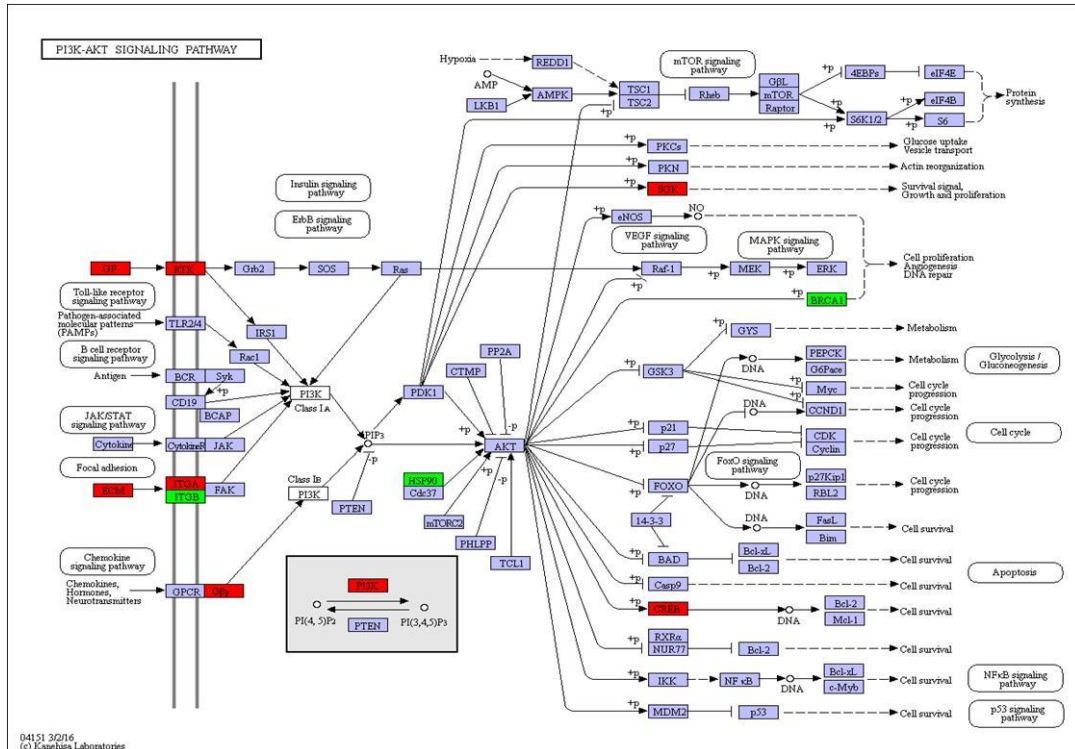 PI3K-AKT SIGNALING PATHWAY
Hypoxia
REDD1
AMP
LKB1
AMPK
TSC1
TSC2
Rheb
mTOR signaling
pathway
GβL
mTOR
Raptor
4EBPs
eIF4E
+p
+p
+p
+p
+p
+p
S6K1/2
eIF4B
S6
Protein
synthesis
+p
PKCs
Glucose uptake
Vesicle transport
PKN
Actin reorganization
+p
SGK
Survival signal,
Growth and proliferation
Insulin signaling
pathway
ErbB signaling
pathway
+p
eNOS
NO
VEGF signaling
pathway
MAPK signaling
pathway
GF
RTK
Grb2
SOS
Ras
Raf-1
+p
MEK
+p
ERK
+p
Cell proliferation
Angiogenesis
DNA repair
+p
BRCA1
Toll-like receptor
signaling pathway
Pathogen-associated
molecular patterns
(PAMPs)
TLR2/4
IRS1
Rac1
B cell receptor
signaling pathway
Antigen
BCR
Syk
+p
CD19
BCAP
PI3K
Class IA
JAK/STAT
signaling pathway
Cytokine
CytokineR
JAK
Focal adhesion
ECM
ITGA
ITGB
FAK
Chemokine
signaling pathway
Chemokines,
Hormones,
Neurotransmitters
GPCR
Gβγ
Class IB
PI3K
PIP3
-p
PTEN
PDK1
CTMP
PP2A
+p
-p
AKT
+p
-p
HSP90
Cdc37
mTORC2
PHLPP
TCL1
PI3K
PI(4, 5)P2
PI(3,4,5)P3
PTEN
+p
GYS
Metabolism
+p
GSK3
+p
+p
DNA
PEPCK
G6Pace
Metabolism
Glycolysis /
Gluconeogenesis
Myc
Cell cycle
progression
DNA
CCND1
Cell cycle
progression
+p
p21
+p
p27
CDK
Cyclin
Cell cycle
progression
Cell cycle
FoxO signaling
pathway
+p
FOXO
DNA
p27Kip1
RBL2
Cell cycle
progression
14-3-3
DNA
FasL
Bim
Cell survival
+p
BAD
Bcl-xL
Bcl-2
Cell survival
Apoptosis
+p
Casp9
Cell survival
+p
CREB
DNA
Bcl-2
Mcl-1
Cell survival
+p
RXRα
NUR77
Bcl-2
Cell survival
+p
IKK
NFκB
DNA
Bcl-xL
c-Myb
Cell survival
NFκB signaling
pathway
+p
MDM2
p53
Cell survival
p53 signaling
pathway
04151 3/2/16
(c) Kanehisa Laboratories